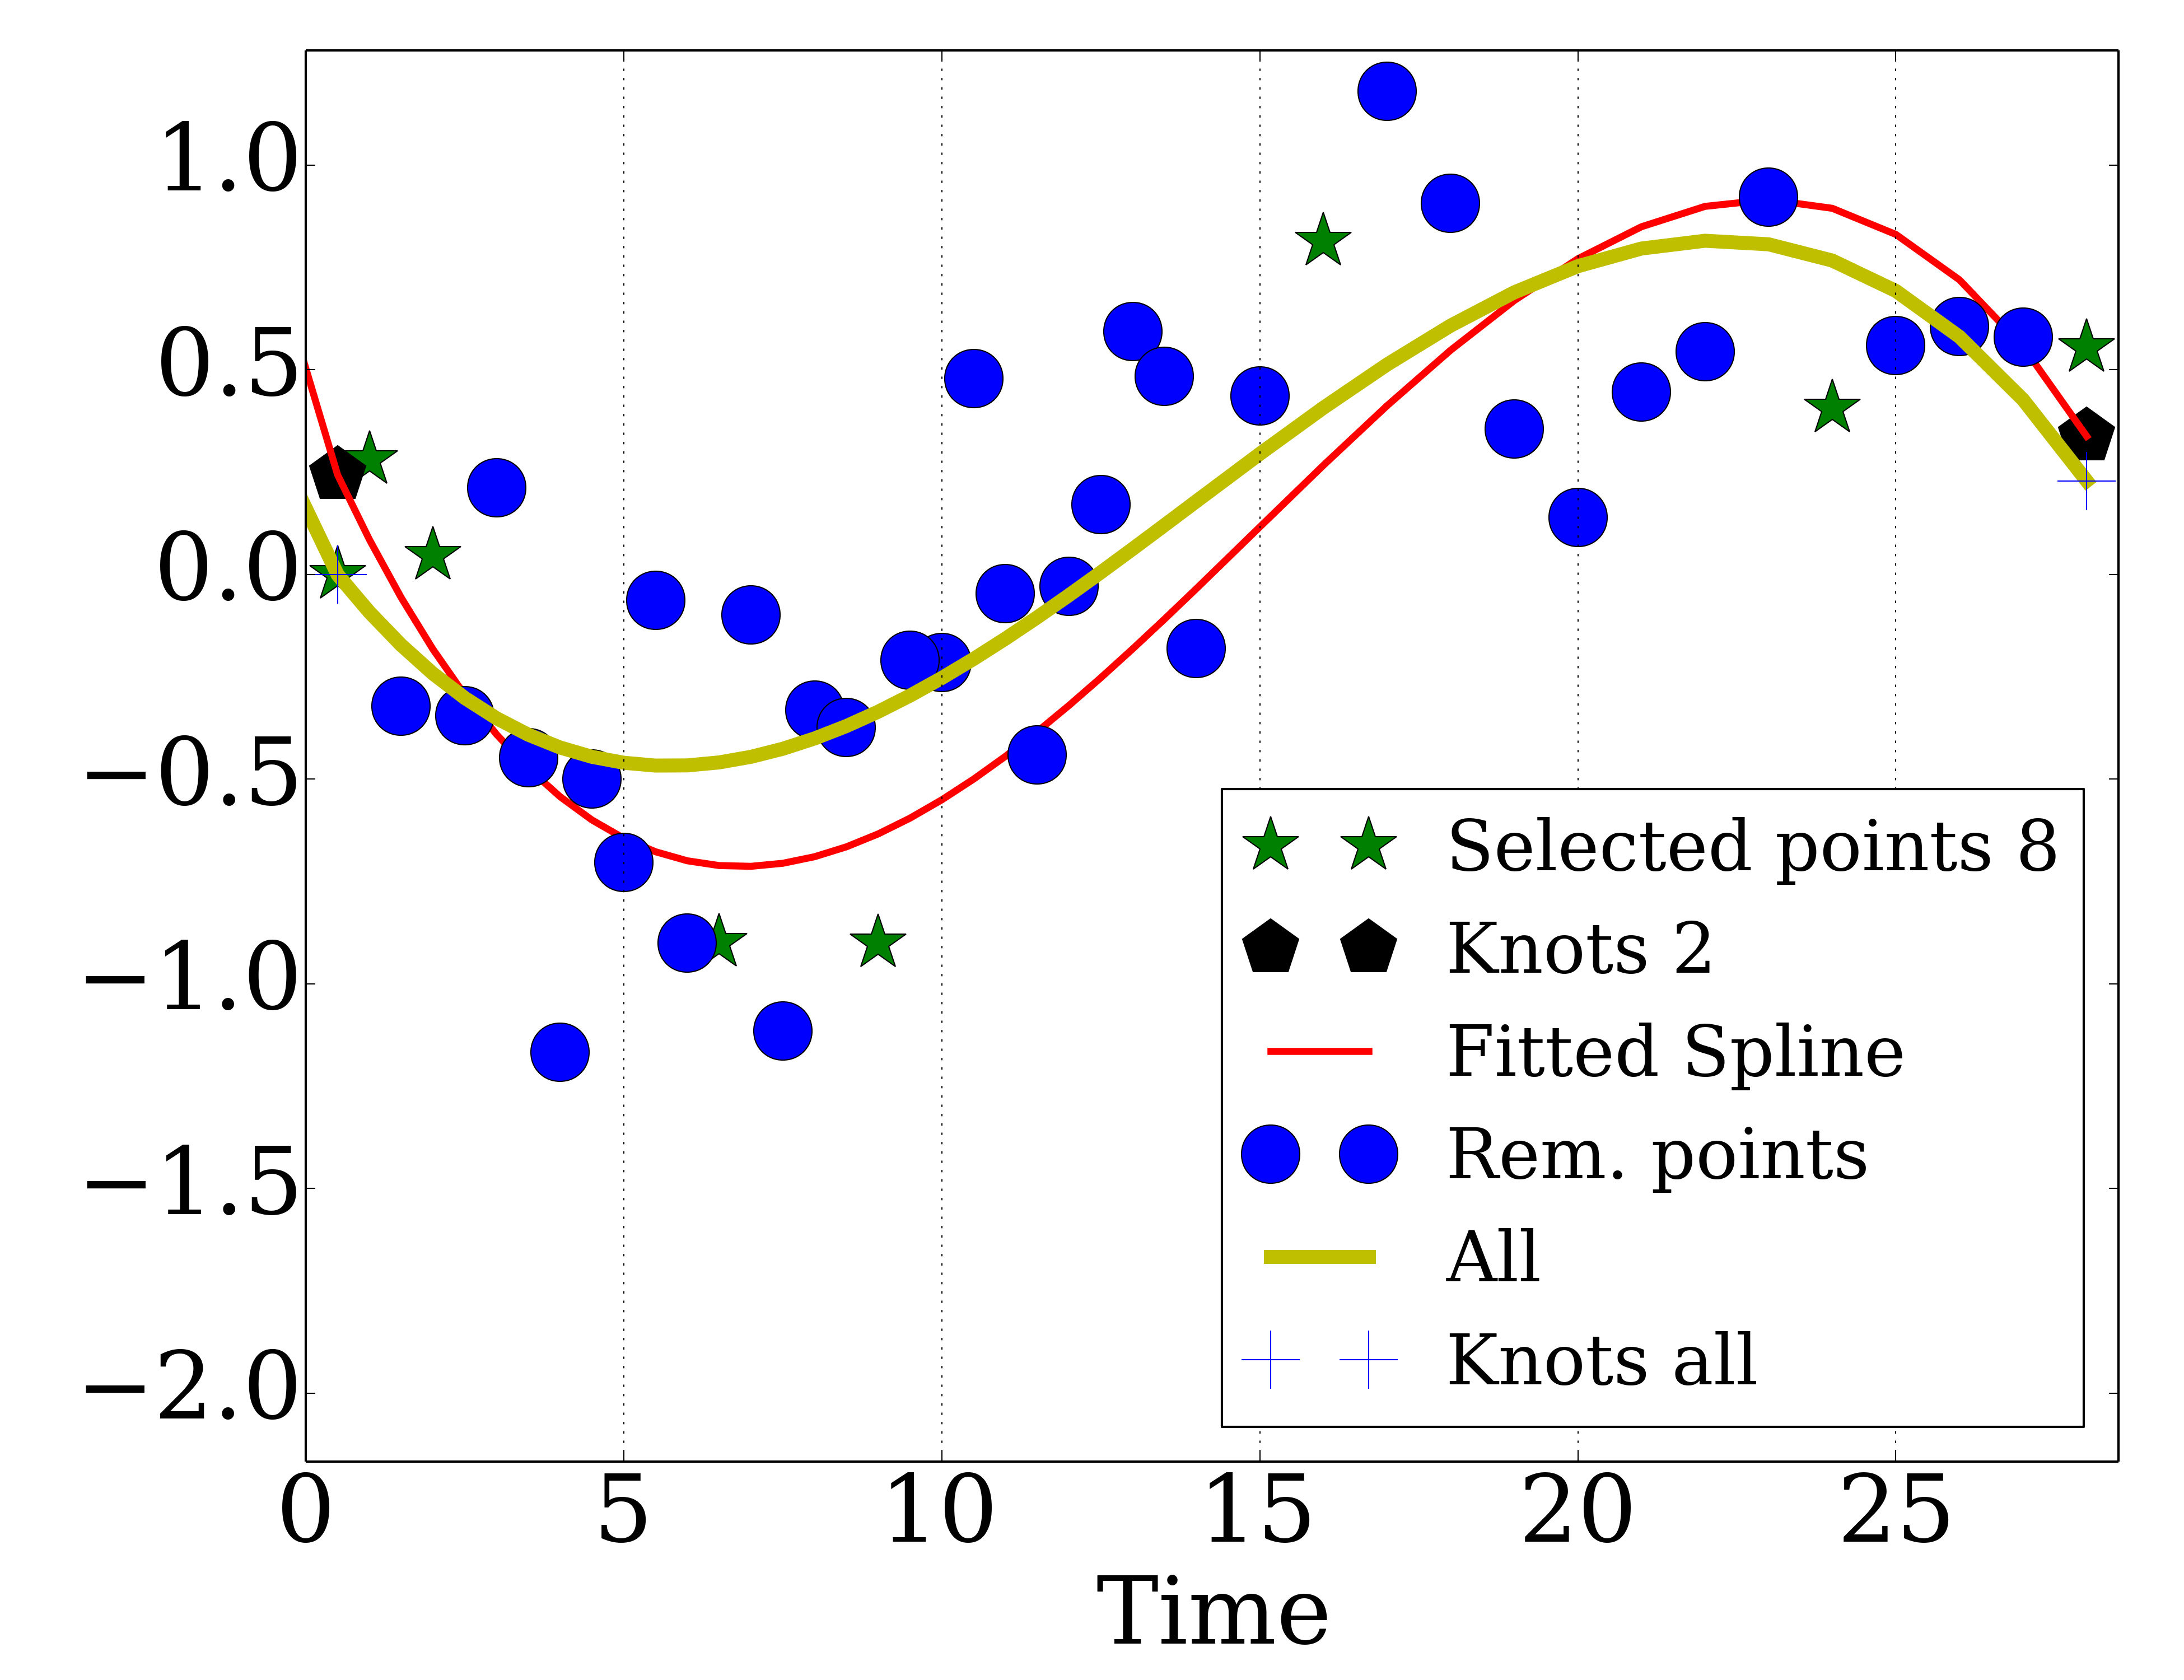 1.0
0.5
0.0
−0.5
−1.0
−1.5
−2.0
0 5 10 15 20 25
Time
Selected points 8
Knots 2
Fitted Spline
Rem. points
All
Knots all